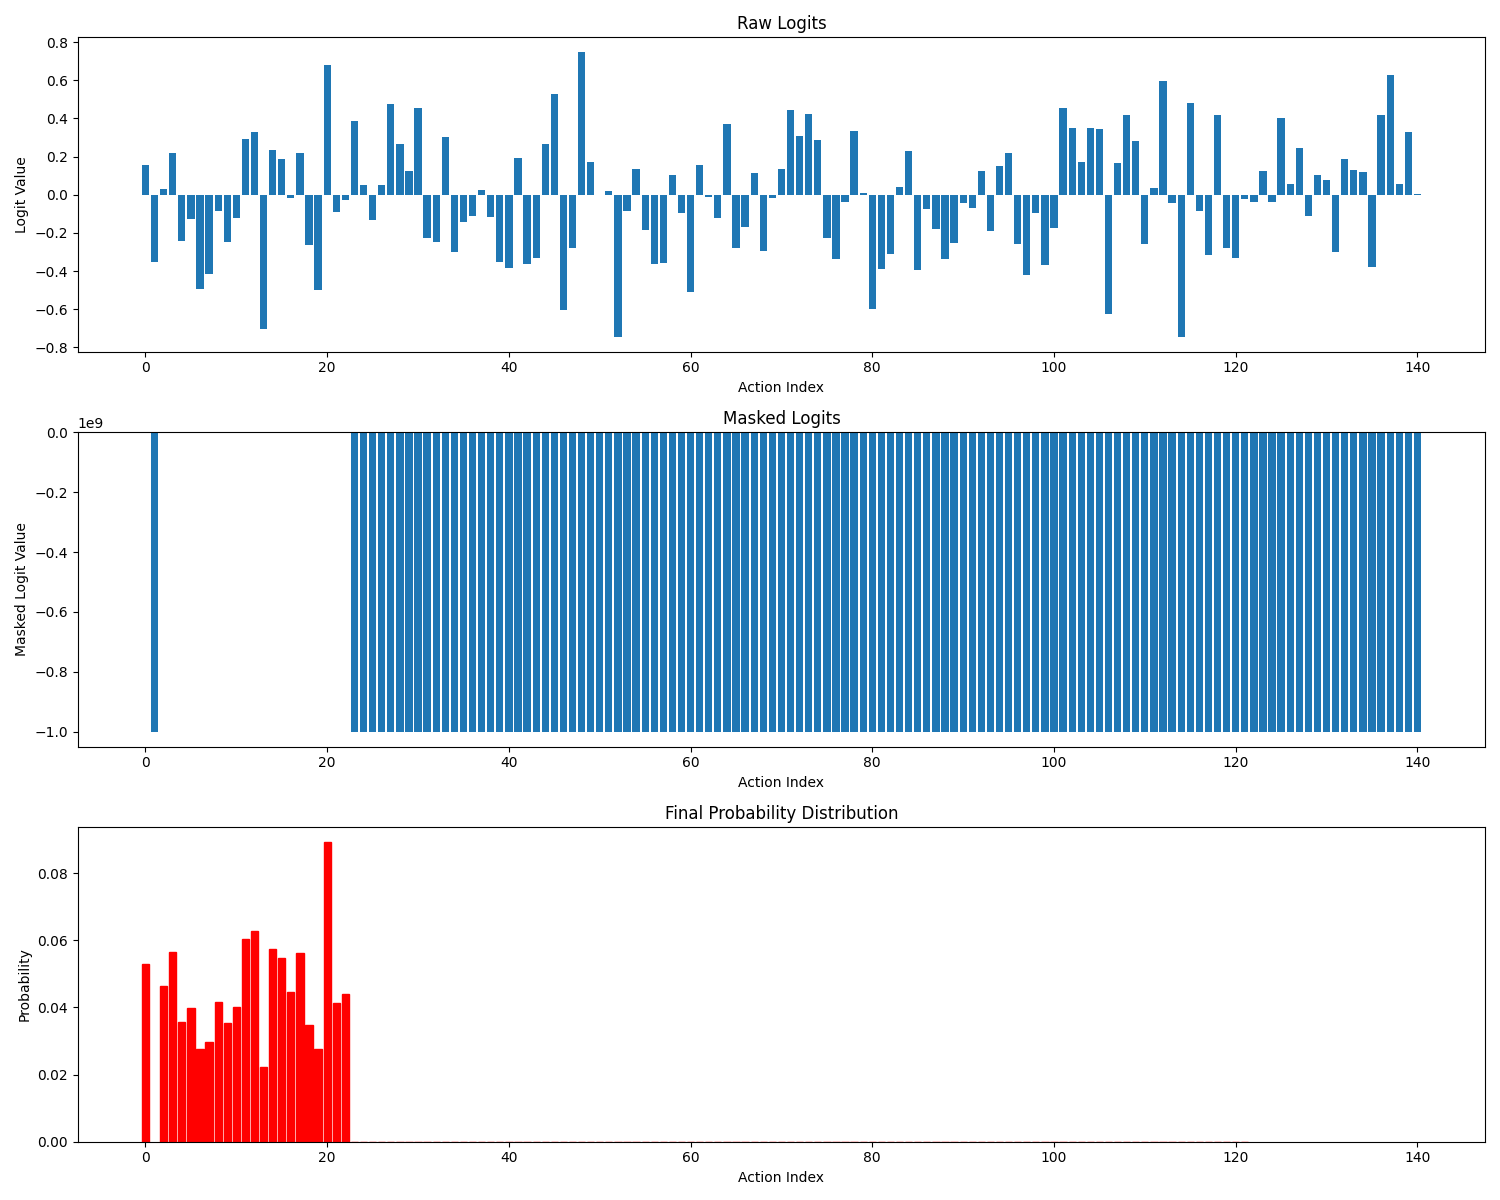 Raw Logits
0.8
0.6
0.4
0.2
0.0
−0.2
−0.4
−0.6
−0.8
Logit Value
0 20 40 60 80 100 120 140
Action Index
Masked Logits
1e9
0.0
−0.2
−0.4
−0.6
−0.8
−1.0
Masked Logit Value
0 20 40 60 80 100 120 140
Action Index
Final Probability Distribution
0.08
0.06
0.04
0.02
0.00
Probability
0 20 40 60 80 100 120 140
Action Index